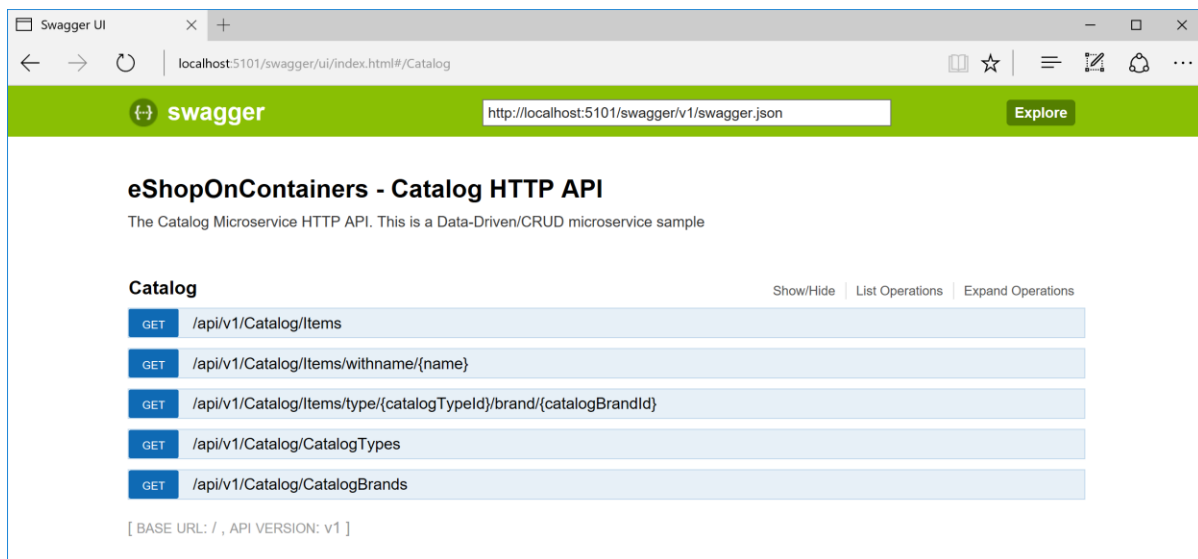 Swagger UI
localhost:5101/swagger/ui/index.html#/Catalog
{··} swagger
http://localhost:5101/swagger/v1/swagger.json
Explore
eShopOnContainers - Catalog HTTP API
The Catalog Microservice HTTP API. This is a Data-Driven/CRUD microservice sample
Catalog
Show/Hide
List Operations
Expand Operations
GET /api/v1/Catalog/Items
GET /api/v1/Catalog/Items/withname/{name}
GET /api/v1/Catalog/Items/type/{catalogTypeId}/brand/{catalogBrandId}
GET /api/v1/Catalog/CatalogTypes
GET /api/v1/Catalog/CatalogBrands
[ BASE URL: / , API VERSION: v1 ]